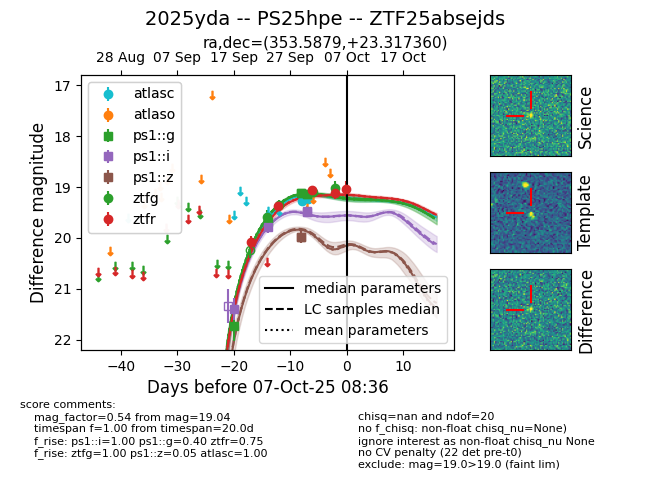 2025yda -- PS25hpe -- ZTF25absejds
ra,dec=(353.5879,+23.317360)
28 Aug 07 Sep 17 Sep 27 Sep 07 Oct 17 Oct
17
18
19
20
21
22
Difference magnitude
atlasc
atlaso
ps1::g
ps1::i
ps1::z
ztfg
ztfr
median parameters
LC samples median
mean parameters
−40 −30 −20 −10 0 10
Days before 07-Oct-25 08:36
Science
Template
Difference
score comments:
mag_factor=0.54 from mag=19.04
timespan f=1.00 from timespan=20.0d
f_rise: ps1::i=1.00 ps1::g=0.40 ztfr=0.75
f_rise: ztfg=1.00 ps1::z=0.05 atlasc=1.00
chisq=nan and ndof=20
no f_chisq: non-float chisq_nu=None)
ignore interest as non-float chisq_nu None
no CV penalty (22 det pre-t0)
exclude: mag=19.0>19.0 (faint lim)